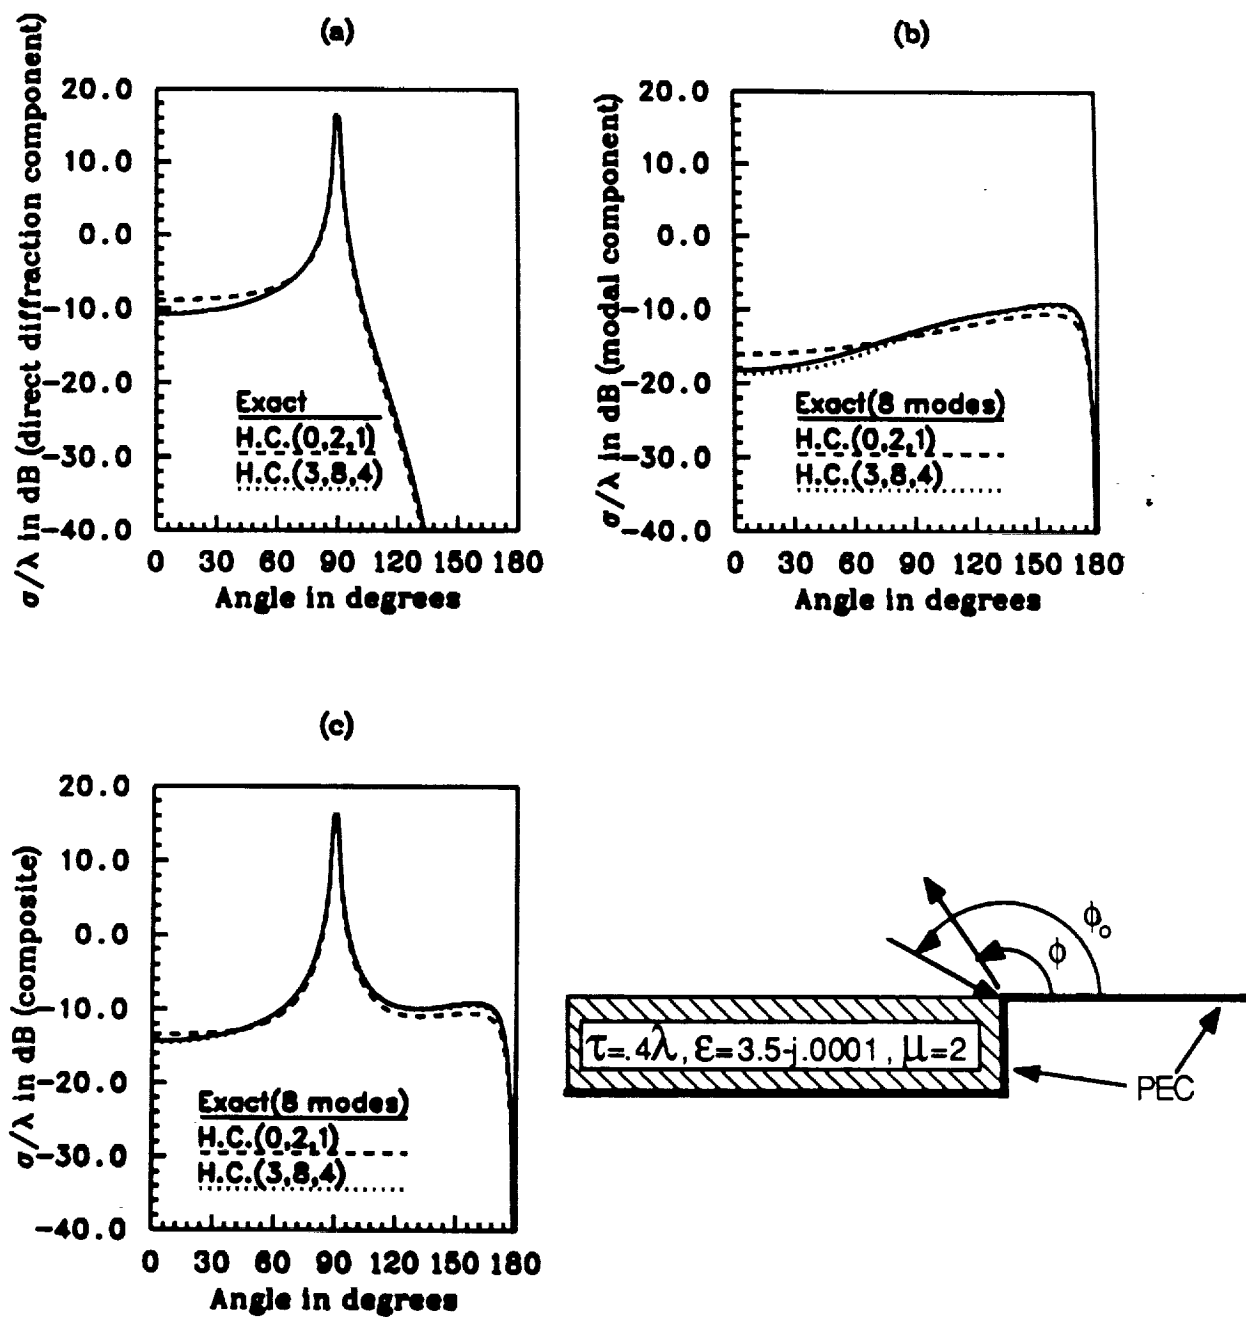 (a)
σ/λ in dB (direct diffraction component)
20.0
10.0
0.0
-10.0
-20.0
-30.0
-40.0
Exact
H.C.(0,2,1)
H.C.(3,8,4)
0 30 60 90 120 150 180
Angle in degrees
(b)
σ/λ in dB (modal component)
20.0
10.0
0.0
-10.0
-20.0
-30.0
-40.0
Exact(8 modes)
H.C.(0,2,1)
H.C.(3,8,4)
0 30 60 90 120 150 180
Angle in degrees
(c)
σ/λ in dB (composite)
20.0
10.0
0.0
-10.0
-20.0
-30.0
-40.0
Exact(8 modes)
H.C.(0,2,1)
H.C.(3,8,4)
0 30 60 90 120 150 180
Angle in degrees
ϕ ϕₒ
τ=.4λ, ε=3.5-j.0001, μ=2
PEC